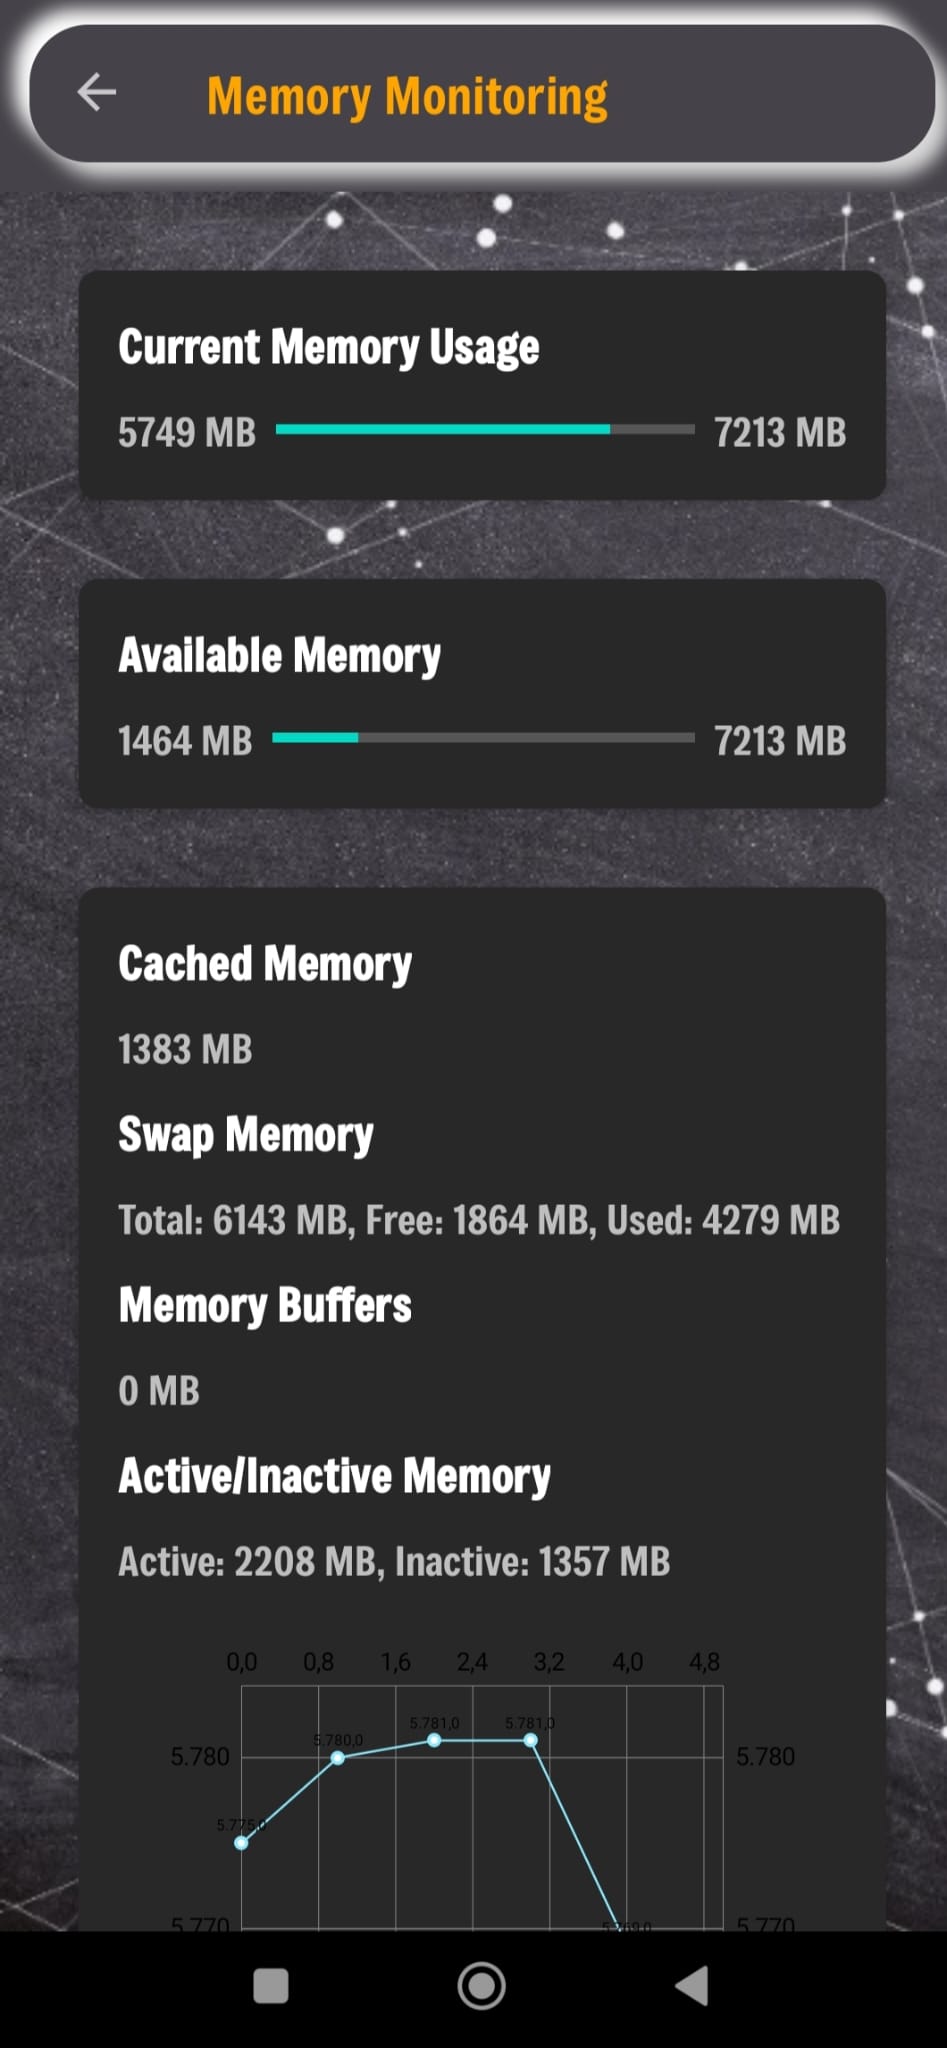 Memory Monitoring
Current Memory Usage
5749 MB 7213 MB
Available Memory
1464 MB 7213 MB
Cached Memory
1383 MB
Swap Memory
Total: 6143 MB, Free: 1864 MB, Used: 4279 MB
Memory Buffers
0 MB
Active/Inactive Memory
Active: 2208 MB, Inactive: 1357 MB
0,0 0,8 1,6 2,4 3,2 4,0 4,8
5.781,0 5.781,0
5.780,0
5.780 5.780
5.775,0
5.770 5.769,0 5.770